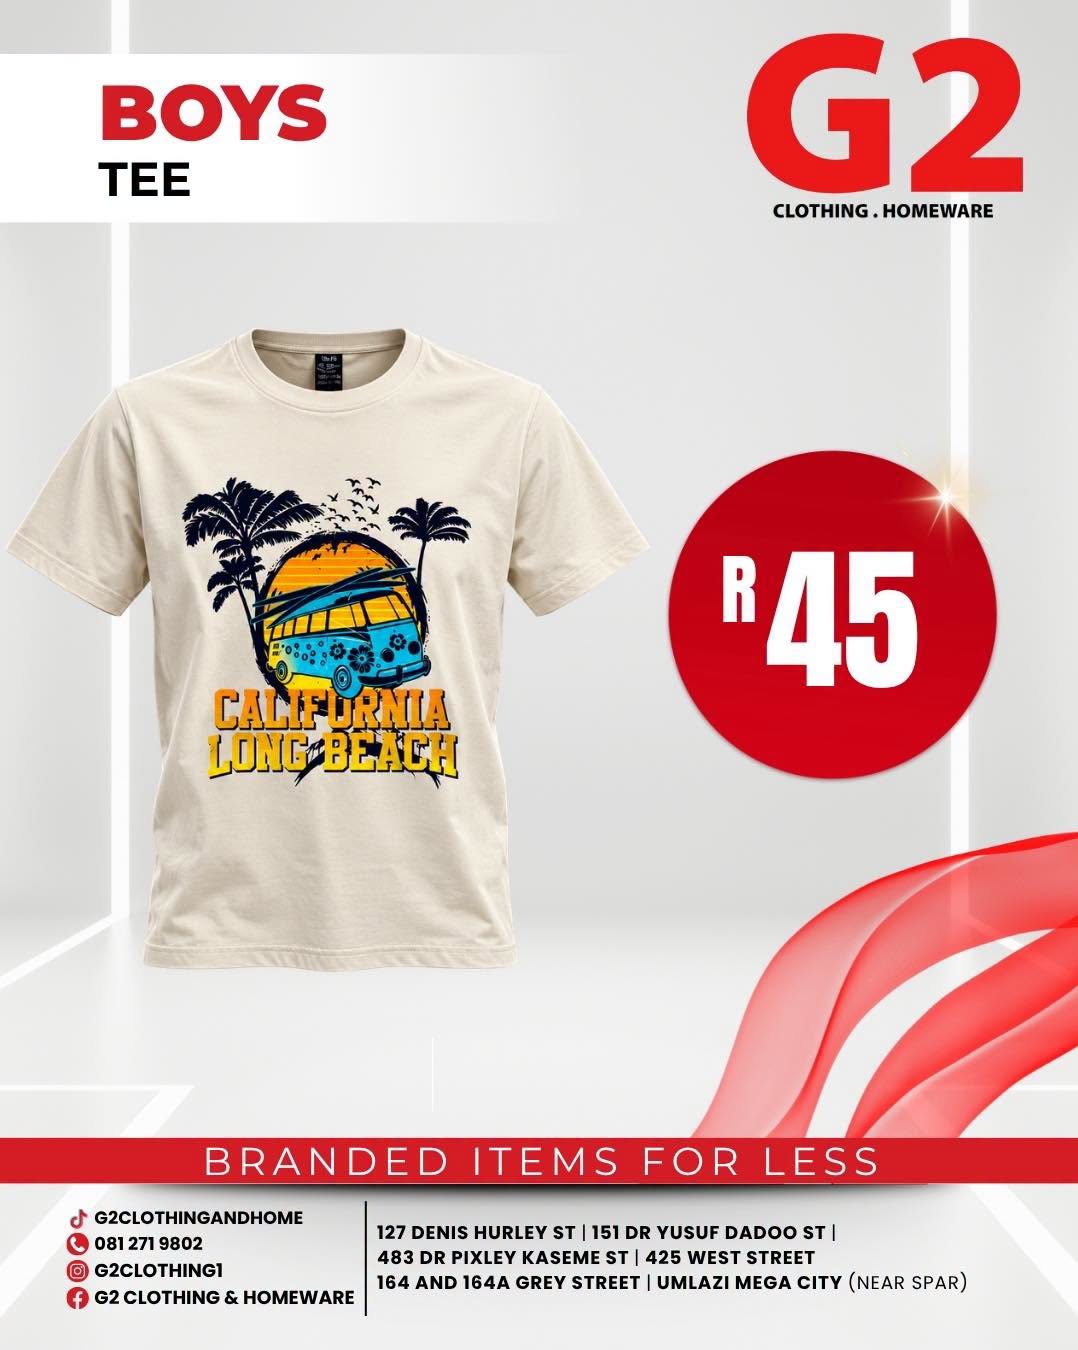 BOYS
TEE
G2
CLOTHING . HOMEWARE
R45
CALIFORNIA
LONG BEACH
BRANDED ITEMS FOR LESS
G2CLOTHINGANDHOME
081 271 9802
G2CLOTHING1
G2 CLOTHING & HOMEWARE
127 DENIS HURLEY ST | 151 DR YUSUF DADOO ST |
483 DR PIXLEY KASEME ST | 425 WEST STREET
164 AND 164A GREY STREET | UMLAZI MEGA CITY (NEAR SPAR)